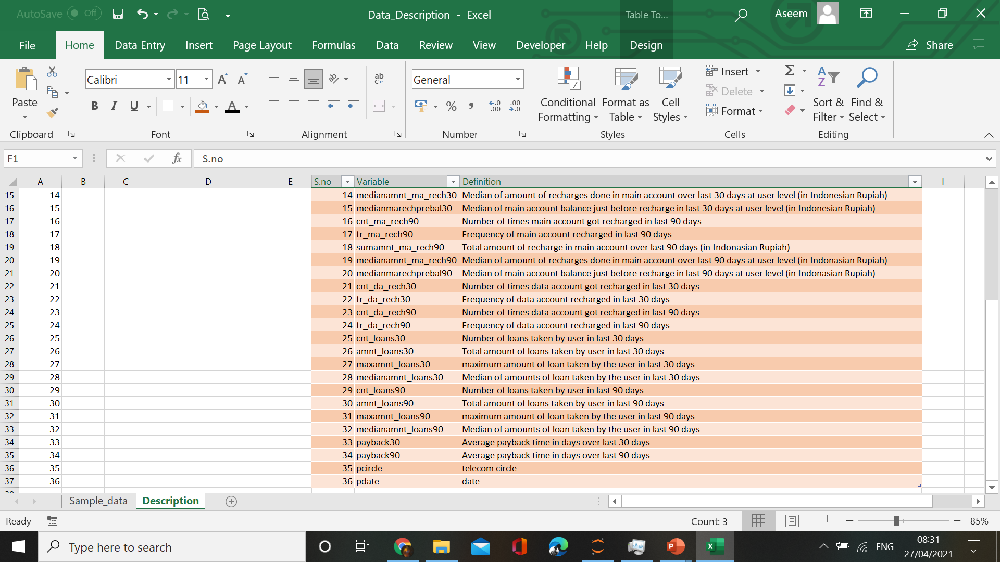 AutoSave Off Data_Description - Excel Table To... Aseem
File Home Data Entry Insert Page Layout Formulas Data Review View Developer Help Design Share
Paste Calibri 11 General Conditional Formatting Format as Table Cell Styles Insert Delete Format Sort & Filter Find & Select
Clipboard Font Alignment Number Styles Cells Editing
F1 fx S.no
A B C D E S.no Variable Definition I
15 14 14 medianamnt_ma_rech30 Median of amount of recharges done in main account over last 30 days at user level (in Indonesian Rupiah)
16 15 15 medianmarechprebal30 Median of main account balance just before recharge in last 30 days at user level (in Indonesian Rupiah)
17 16 16 cnt_ma_rech90 Number of times main account got recharged in last 90 days
18 17 17 fr_ma_rech90 Frequency of main account recharged in last 90 days
19 18 18 sumamnt_ma_rech90 Total amount of recharge in main account over last 90 days (in Indonasian Rupiah)
20 19 19 medianamnt_ma_rech90 Median of amount of recharges done in main account over last 90 days at user level (in Indonasian Rupiah)
21 20 20 medianmarechprebal90 Median of main account balance just before recharge in last 90 days at user level (in Indonasian Rupiah)
22 21 21 cnt_da_rech30 Number of times data account got recharged in last 30 days
23 22 22 fr_da_rech30 Frequency of data account recharged in last 30 days
24 23 23 cnt_da_rech90 Number of times data account got recharged in last 90 days
25 24 24 fr_da_rech90 Frequency of data account recharged in last 90 days
26 25 25 cnt_loans30 Number of loans taken by user in last 30 days
27 26 26 amnt_loans30 Total amount of loans taken by user in last 30 days
28 27 27 maxamnt_loans30 maximum amount of loan taken by the user in last 30 days
29 28 28 medianamnt_loans30 Median of amounts of loan taken by the user in last 30 days
30 29 29 cnt_loans90 Number of loans taken by user in last 90 days
31 30 30 amnt_loans90 Total amount of loans taken by user in last 90 days
32 31 31 maxamnt_loans90 maximum amount of loan taken by the user in last 90 days
33 32 32 medianamnt_loans90 Median of amounts of loan taken by the user in last 90 days
34 33 33 payback30 Average payback time in days over last 30 days
35 34 34 payback90 Average payback time in days over last 90 days
36 35 35 pcircle telecom circle
37 36 36 pdate date
Sample_data Description
Ready Count: 3 85%
Type here to search ENG 08:31
27/04/2021